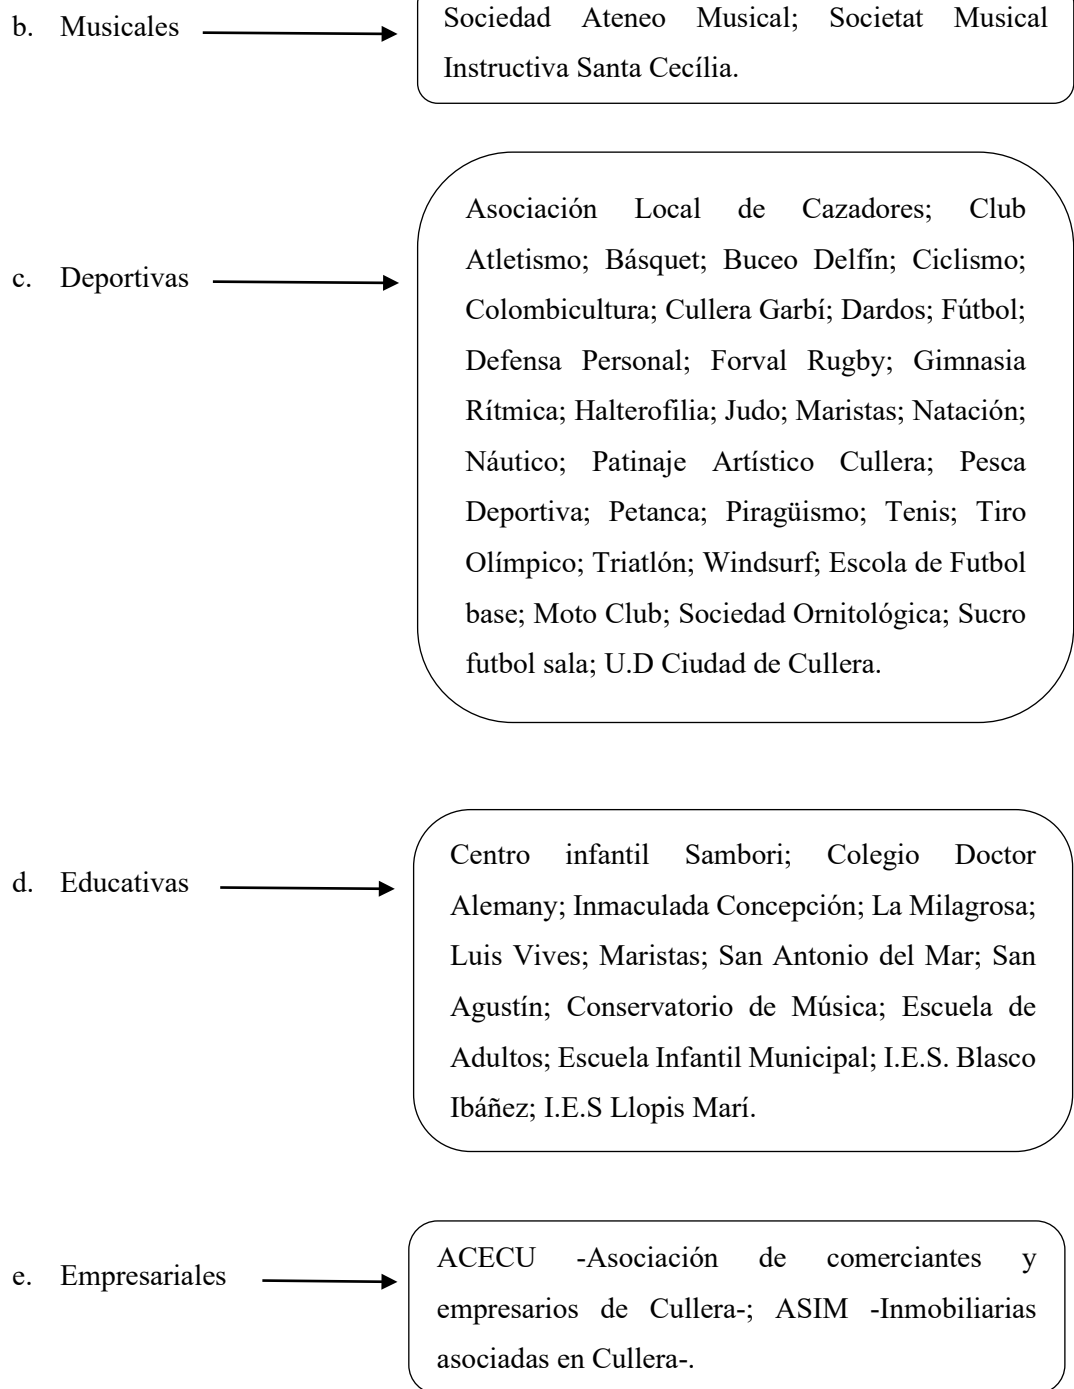 b. Musicales
Sociedad Ateneo Musical; Societat Musical
Instructiva Santa Cecília.
c. Deportivas
Asociación Local de Cazadores; Club
Atletismo; Básquet; Buceo Delfín; Ciclismo;
Colombicultura; Cullera Garbí; Dardos; Fútbol;
Defensa Personal; Forval Rugby; Gimnasia
Rítmica; Halterofilia; Judo; Maristas; Natación;
Náutico; Patinaje Artístico Cullera; Pesca
Deportiva; Petanca; Piragüismo; Tenis; Tiro
Olímpico; Triatlón; Windsurf; Escola de Futbol
base; Moto Club; Sociedad Ornitológica; Sucro
futbol sala; U.D Ciudad de Cullera.
d. Educativas
Centro infantil Sambori; Colegio Doctor
Alemany; Inmaculada Concepción; La Milagrosa;
Luis Vives; Maristas; San Antonio del Mar; San
Agustín; Conservatorio de Música; Escuela de
Adultos; Escuela Infantil Municipal; I.E.S. Blasco
Ibáñez; I.E.S Llopis Marí.
e. Empresariales
ACECU -Asociación de comerciantes y
empresarios de Cullera-; ASIM -Inmobiliarias
asociadas en Cullera-.